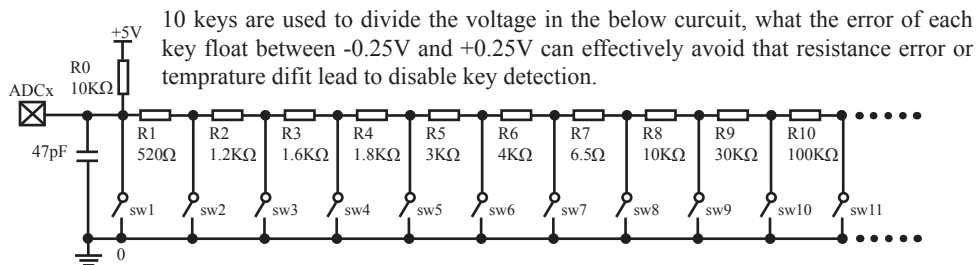 10 keys are used to divide the voltage in the below curcuit, what the error of each
key float between -0.25V and +0.25V can effectively avoid that resistance error or
temprature difit lead to disable key detection.
+5V
R0
10KΩ
ADCx
R1 R2 R3 R4 R5 R6 R7 R8 R9 R10
520Ω 1.2KΩ 1.6KΩ 1.8KΩ 3KΩ 4KΩ 6.5Ω 10KΩ 30KΩ 100KΩ
47pF
sw1 sw2 sw3 sw4 sw5 sw6 sw7 sw8 sw9 sw10 sw11
0